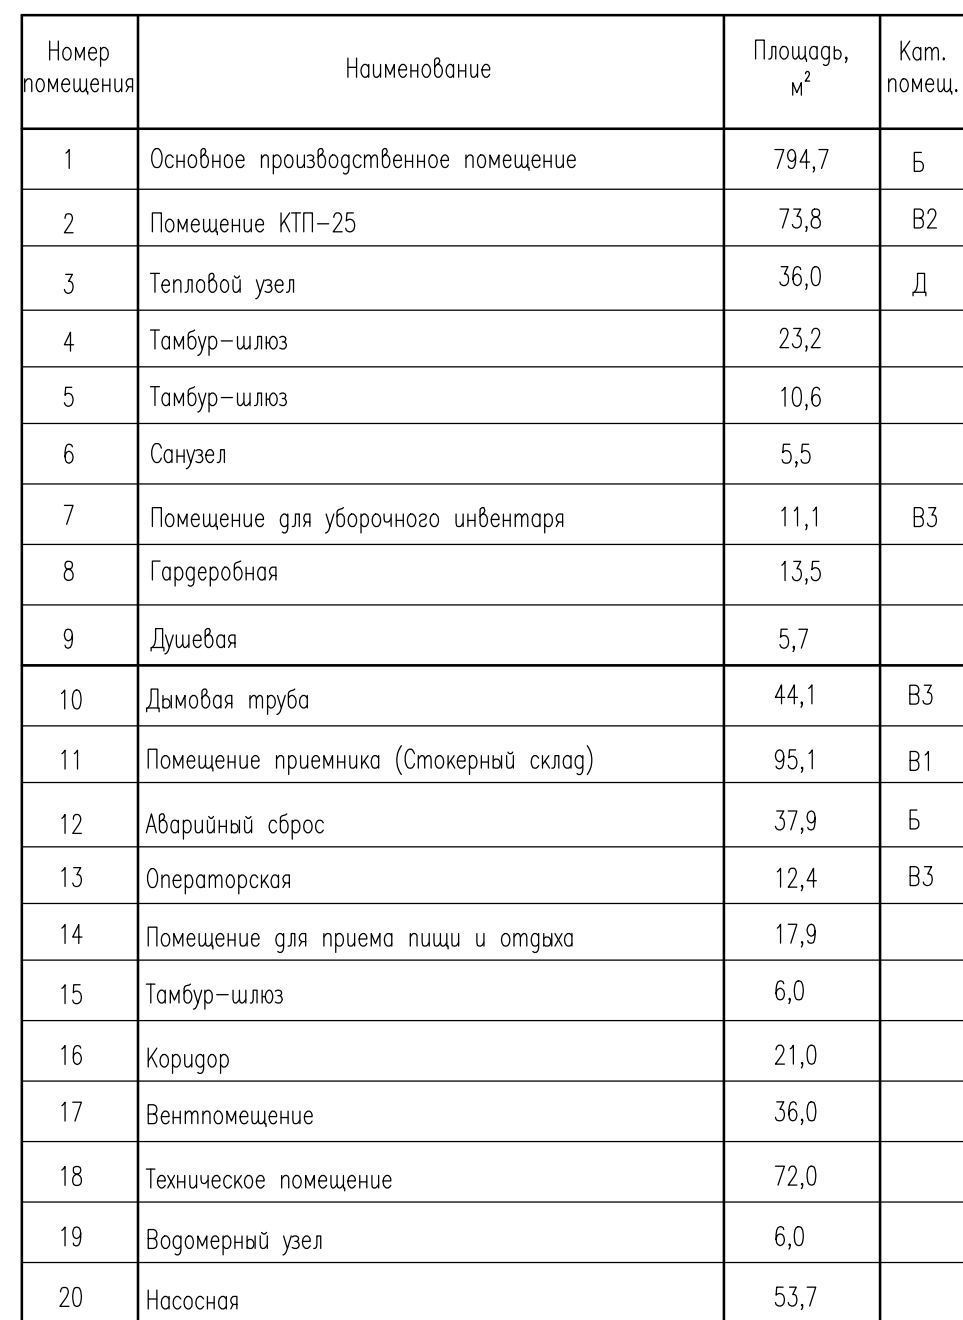 Номер помещения Наименование Площадь, м² Кат. помещ.
1 Основное производственное помещение 794,7 Б
2 Помещение КТП-25 73,8 В2
3 Тепловой узел 36,0 Д
4 Тамбур-шлюз 23,2
5 Тамбур-шлюз 10,6
6 Санузел 5,5
7 Помещение для уборочного инвентаря 11,1 В3
8 Гардеробная 13,5
9 Душевая 5,7
10 Дымовая труба 44,1 В3
11 Помещение приемника (Стокерный склад) 95,1 В1
12 Аварийный сброс 37,9 Б
13 Операторская 12,4 В3
14 Помещение для приема пищи и отдыха 17,9
15 Тамбур-шлюз 6,0
16 Коридор 21,0
17 Вентпомещение 36,0
18 Техническое помещение 72,0
19 Водомерный узел 6,0
20 Насосная 53,7